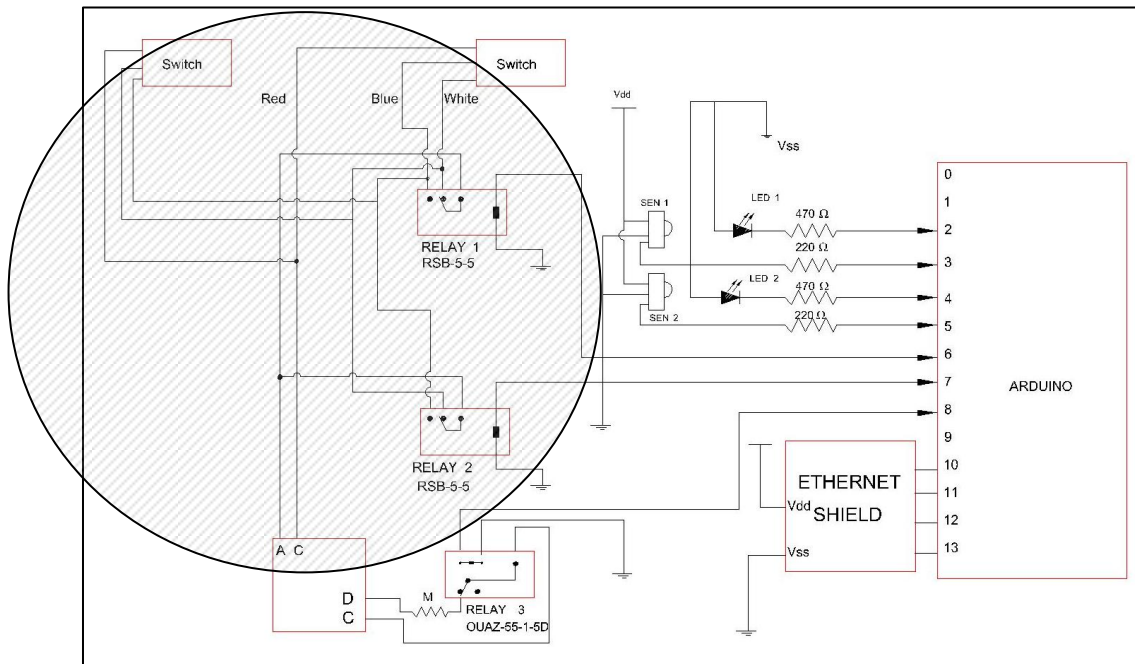 Switch
Switch
Red
Blue
White
Vdd
Vss
SEN 1
LED 1
470 Ω
220 Ω
LED 2
470 Ω
220 Ω
SEN 2
RELAY 1
RSB-5-5
RELAY 2
RSB-5-5
0
1
2
3
4
5
6
7
8
9
10
11
12
13
ARDUINO
ETHERNET
SHIELD
Vdd
Vss
A C
D
C
M
RELAY 3
OUAZ-55-1-5D